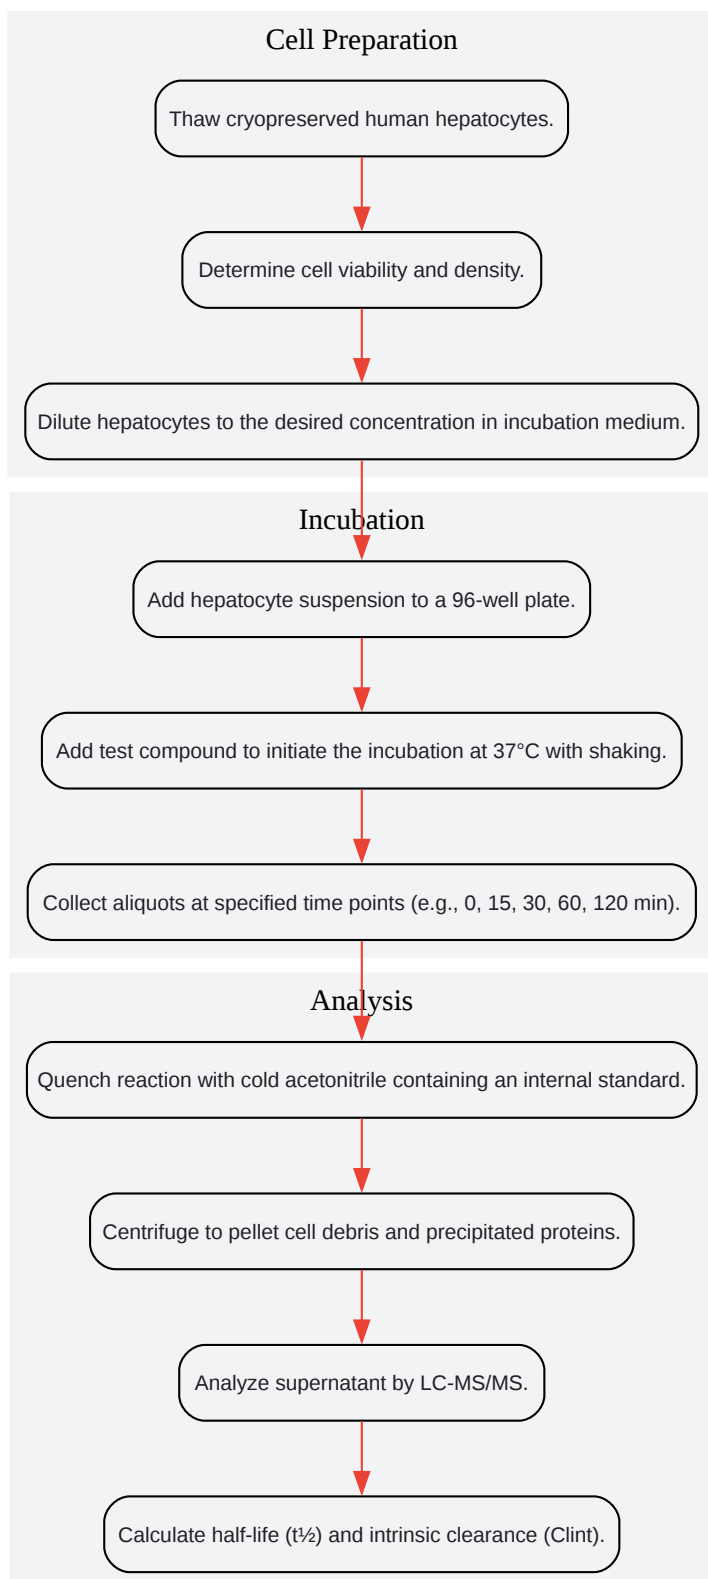 Cell Preparation
Thaw cryopreserved human hepatocytes.
Determine cell viability and density.
Dilute hepatocytes to the desired concentration in incubation medium.
Incubation
Add hepatocyte suspension to a 96-well plate.
Add test compound to initiate the incubation at 37°C with shaking.
Collect aliquots at specified time points (e.g., 0, 15, 30, 60, 120 min).
Analysis
Quench reaction with cold acetonitrile containing an internal standard.
Centrifuge to pellet cell debris and precipitated proteins.
Analyze supernatant by LC-MS/MS.
Calculate half-life (t½) and intrinsic clearance (Clint).